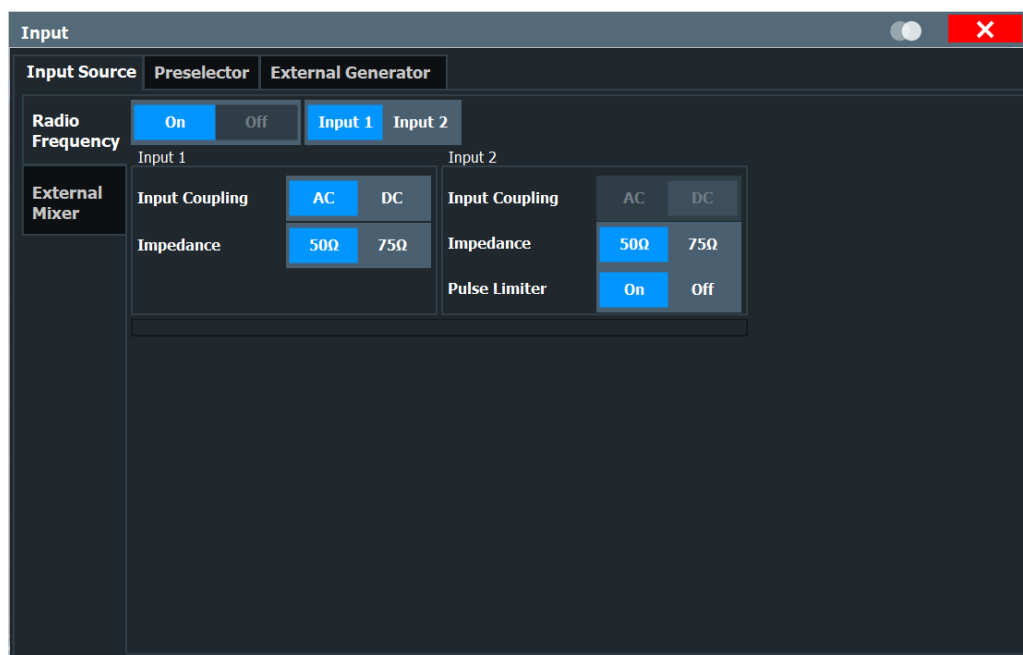 Input
Input Source Preselector External Generator
Radio
Frequency
On Off Input 1 Input 2
Input 1 Input 2
External
Mixer
Input Coupling AC DC Input Coupling AC DC
Impedance 50Ω 75Ω Impedance 50Ω 75Ω
Pulse Limiter On Off